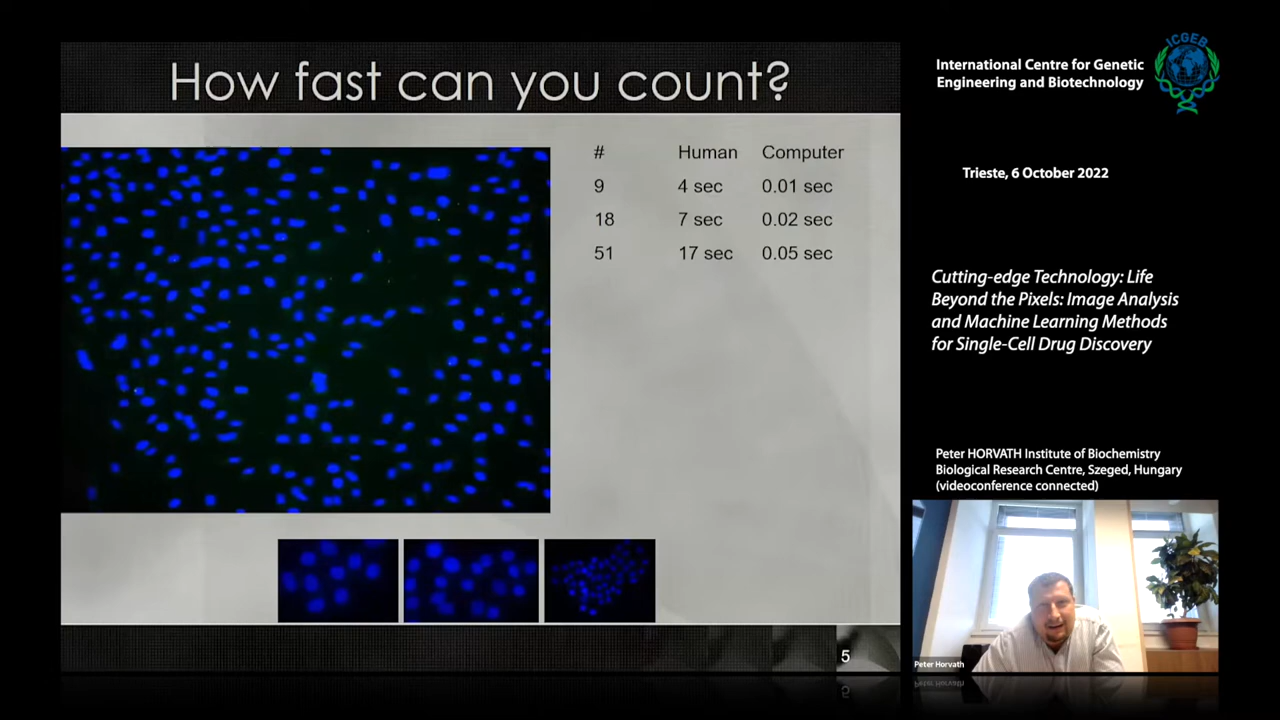 How fast can you count?
# Human Computer
9 4 sec 0.01 sec
18 7 sec 0.02 sec
51 17 sec 0.05 sec
5
International Centre for Genetic
Engineering and Biotechnology
ICGEB
Trieste, 6 October 2022
Cutting-edge Technology: Life
Beyond the Pixels: Image Analysis
and Machine Learning Methods
for Single-Cell Drug Discovery
Peter HORVATH Institute of Biochemistry
Biological Research Centre, Szeged, Hungary
(videoconference connected)
Peter Horvath